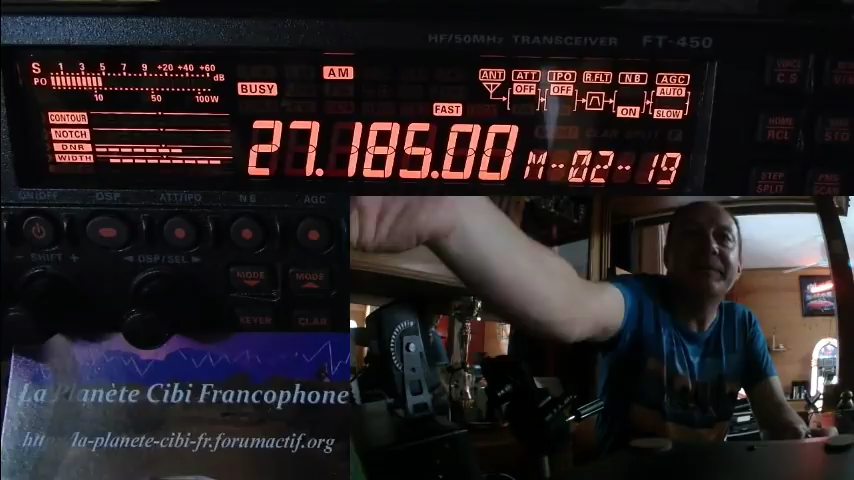 HF/50MHz TRANSCEIVER FT-450
S 1 3 5 7 9 +20 +40 +60 dB
PO 10 50 100W
BUSY AM FAST
ANT ATT IPO R.FLT NB AGC
OFF OFF ON AUTO SLOW
CONTOUR
NOTCH
DNR
WIDTH
27.185.00 M-02-19
C.S
HOME
STO
STEP
SPLIT
SCAN
ON/OFF DSP ATT/IPO NB AGC
- SHIFT + ◄ DSP/SEL ►
MODE MODE
CLAR
La Planète Cibi Francophone
http://la-planete-cibi-fr.forumactif.org